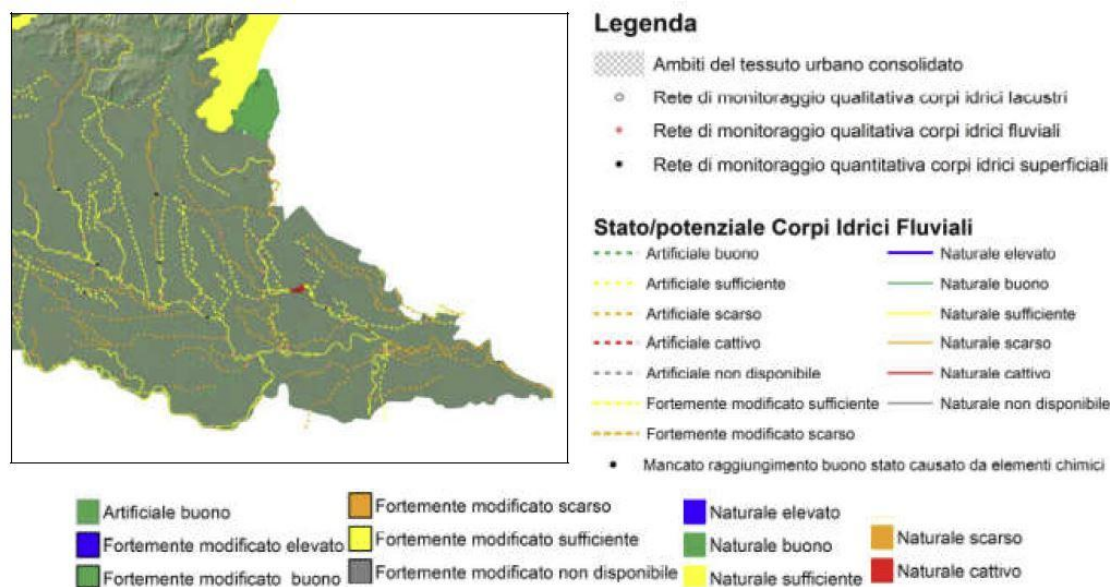 Legenda
Ambiti del tessuto urbano consolidato
Rete di monitoraggio qualitativa corpi idrici lacustri
Rete di monitoraggio qualitativa corpi idrici fluviali
Rete di monitoraggio quantitativa corpi idrici superficiali
Stato/potenziale Corpi Idrici Fluviali
Artificiale buono
Artificiale sufficiente
Artificiale scarso
Artificiale cattivo
Artificiale non disponibile
Fortemente modificato sufficiente
Fortemente modificato scarso
Naturale elevato
Naturale buono
Naturale sufficiente
Naturale scarso
Naturale cattivo
Naturale non disponibile
Mancato raggiungimento buono stato causato da elementi chimici
Artificiale buono
Fortemente modificato elevato
Fortemente modificato buono
Fortemente modificato scarso
Fortemente modificato sufficiente
Fortemente modificato non disponibile
Naturale elevato
Naturale buono
Naturale sufficiente
Naturale scarso
Naturale cattivo